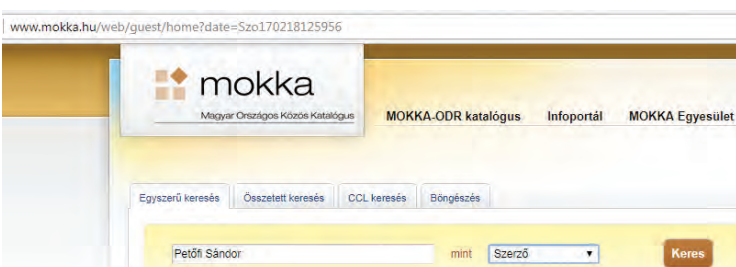 www.mokka.hu/web/guest/home?date=Szo170218125956
mokka
Magyar Országos Közös Katalógus
MOKKA-ODR katalógus Infoportál MOKKA Egyesület
Egyszerű keresés Összetett keresés CCL keresés Böngészés
Petőfi Sándor mint Szerző Keres